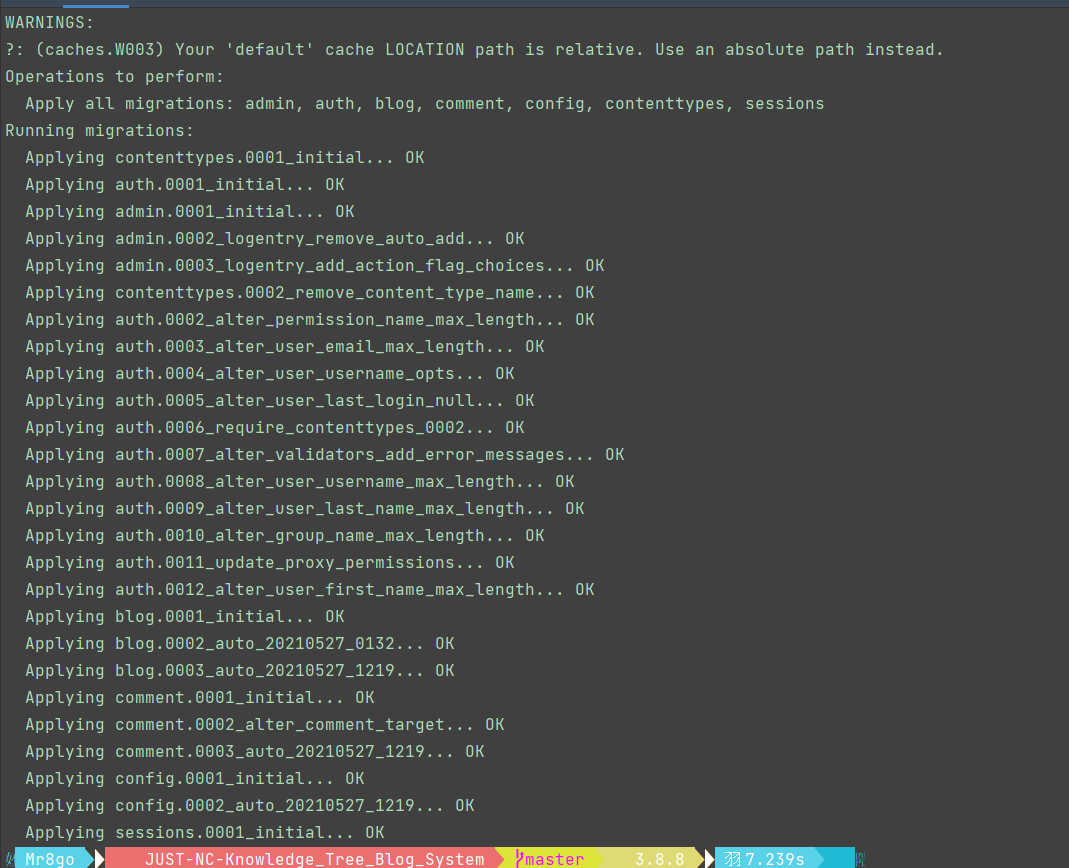 WARNINGS:
?: (caches.W003) Your 'default' cache LOCATION path is relative. Use an absolute path instead.
Operations to perform:
  Apply all migrations: admin, auth, blog, comment, config, contenttypes, sessions
Running migrations:
  Applying contenttypes.0001_initial... OK
  Applying auth.0001_initial... OK
  Applying admin.0001_initial... OK
  Applying admin.0002_logentry_remove_auto_add... OK
  Applying admin.0003_logentry_add_action_flag_choices... OK
  Applying contenttypes.0002_remove_content_type_name... OK
  Applying auth.0002_alter_permission_name_max_length... OK
  Applying auth.0003_alter_user_email_max_length... OK
  Applying auth.0004_alter_user_username_opts... OK
  Applying auth.0005_alter_user_last_login_null... OK
  Applying auth.0006_require_contenttypes_0002... OK
  Applying auth.0007_alter_validators_add_error_messages... OK
  Applying auth.0008_alter_user_username_max_length... OK
  Applying auth.0009_alter_user_last_name_max_length... OK
  Applying auth.0010_alter_group_name_max_length... OK
  Applying auth.0011_update_proxy_permissions... OK
  Applying auth.0012_alter_user_first_name_max_length... OK
  Applying blog.0001_initial... OK
  Applying blog.0002_auto_20210527_0132... OK
  Applying blog.0003_auto_20210527_1219... OK
  Applying comment.0001_initial... OK
  Applying comment.0002_alter_comment_target... OK
  Applying comment.0003_auto_20210527_1219... OK
  Applying config.0001_initial... OK
  Applying config.0002_auto_20210527_1219... OK
  Applying sessions.0001_initial... OK
Mr8go JUST-NC-Knowledge_Tree_Blog_System master 3.8.8 7.239s